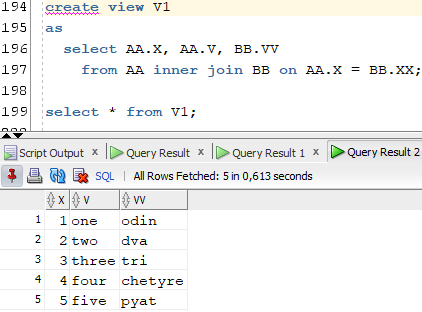 194 create view V1
195 as
196 select AA.X, AA.V, BB.VV
197 from AA inner join BB on AA.X = BB.XX;
198
199 select * from V1;
Script Output x Query Result x Query Result 1 x Query Result 2
SQL | All Rows Fetched: 5 in 0,613 seconds
X V VV
1 1 one odin
2 2 two dva
3 3 three tri
4 4 four chetyre
5 5 five pyat